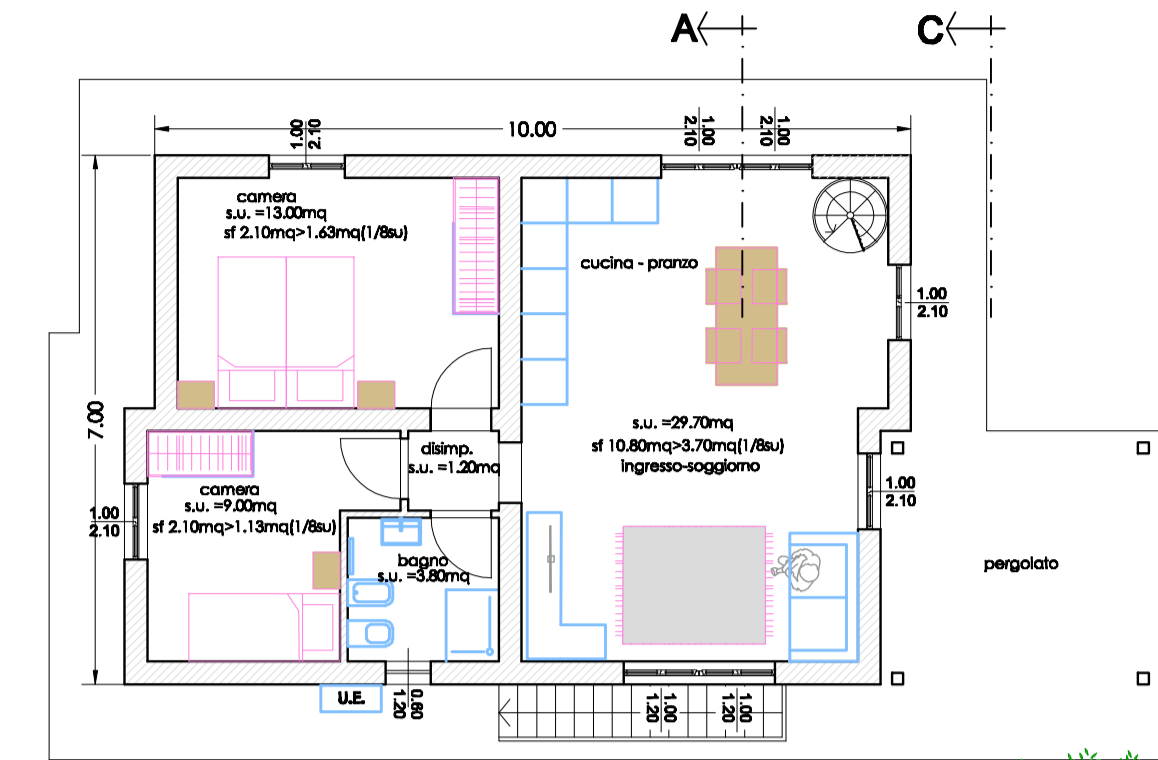 A
C
10.00
1.00
2.10
1.00
2.10
1.00
2.10
camera
s.u. =13.00mq
sf 2.10mq>1.63mq(1/8su)
cucina - pranzo
1.00
2.10
7.00
s.u. =29.70mq
sf 10.80mq>3.70mq(1/8su)
ingresso-soggiorno
disimp.
s.u. =1.20mq
camera
s.u. =9.00mq
sf 2.10mq>1.13mq(1/8su)
1.00
2.10
1.00
2.10
bagno
s.u. =3.80mq
pergolato
U.E.
0.60
1.20
1.00
1.20
1.00
1.20